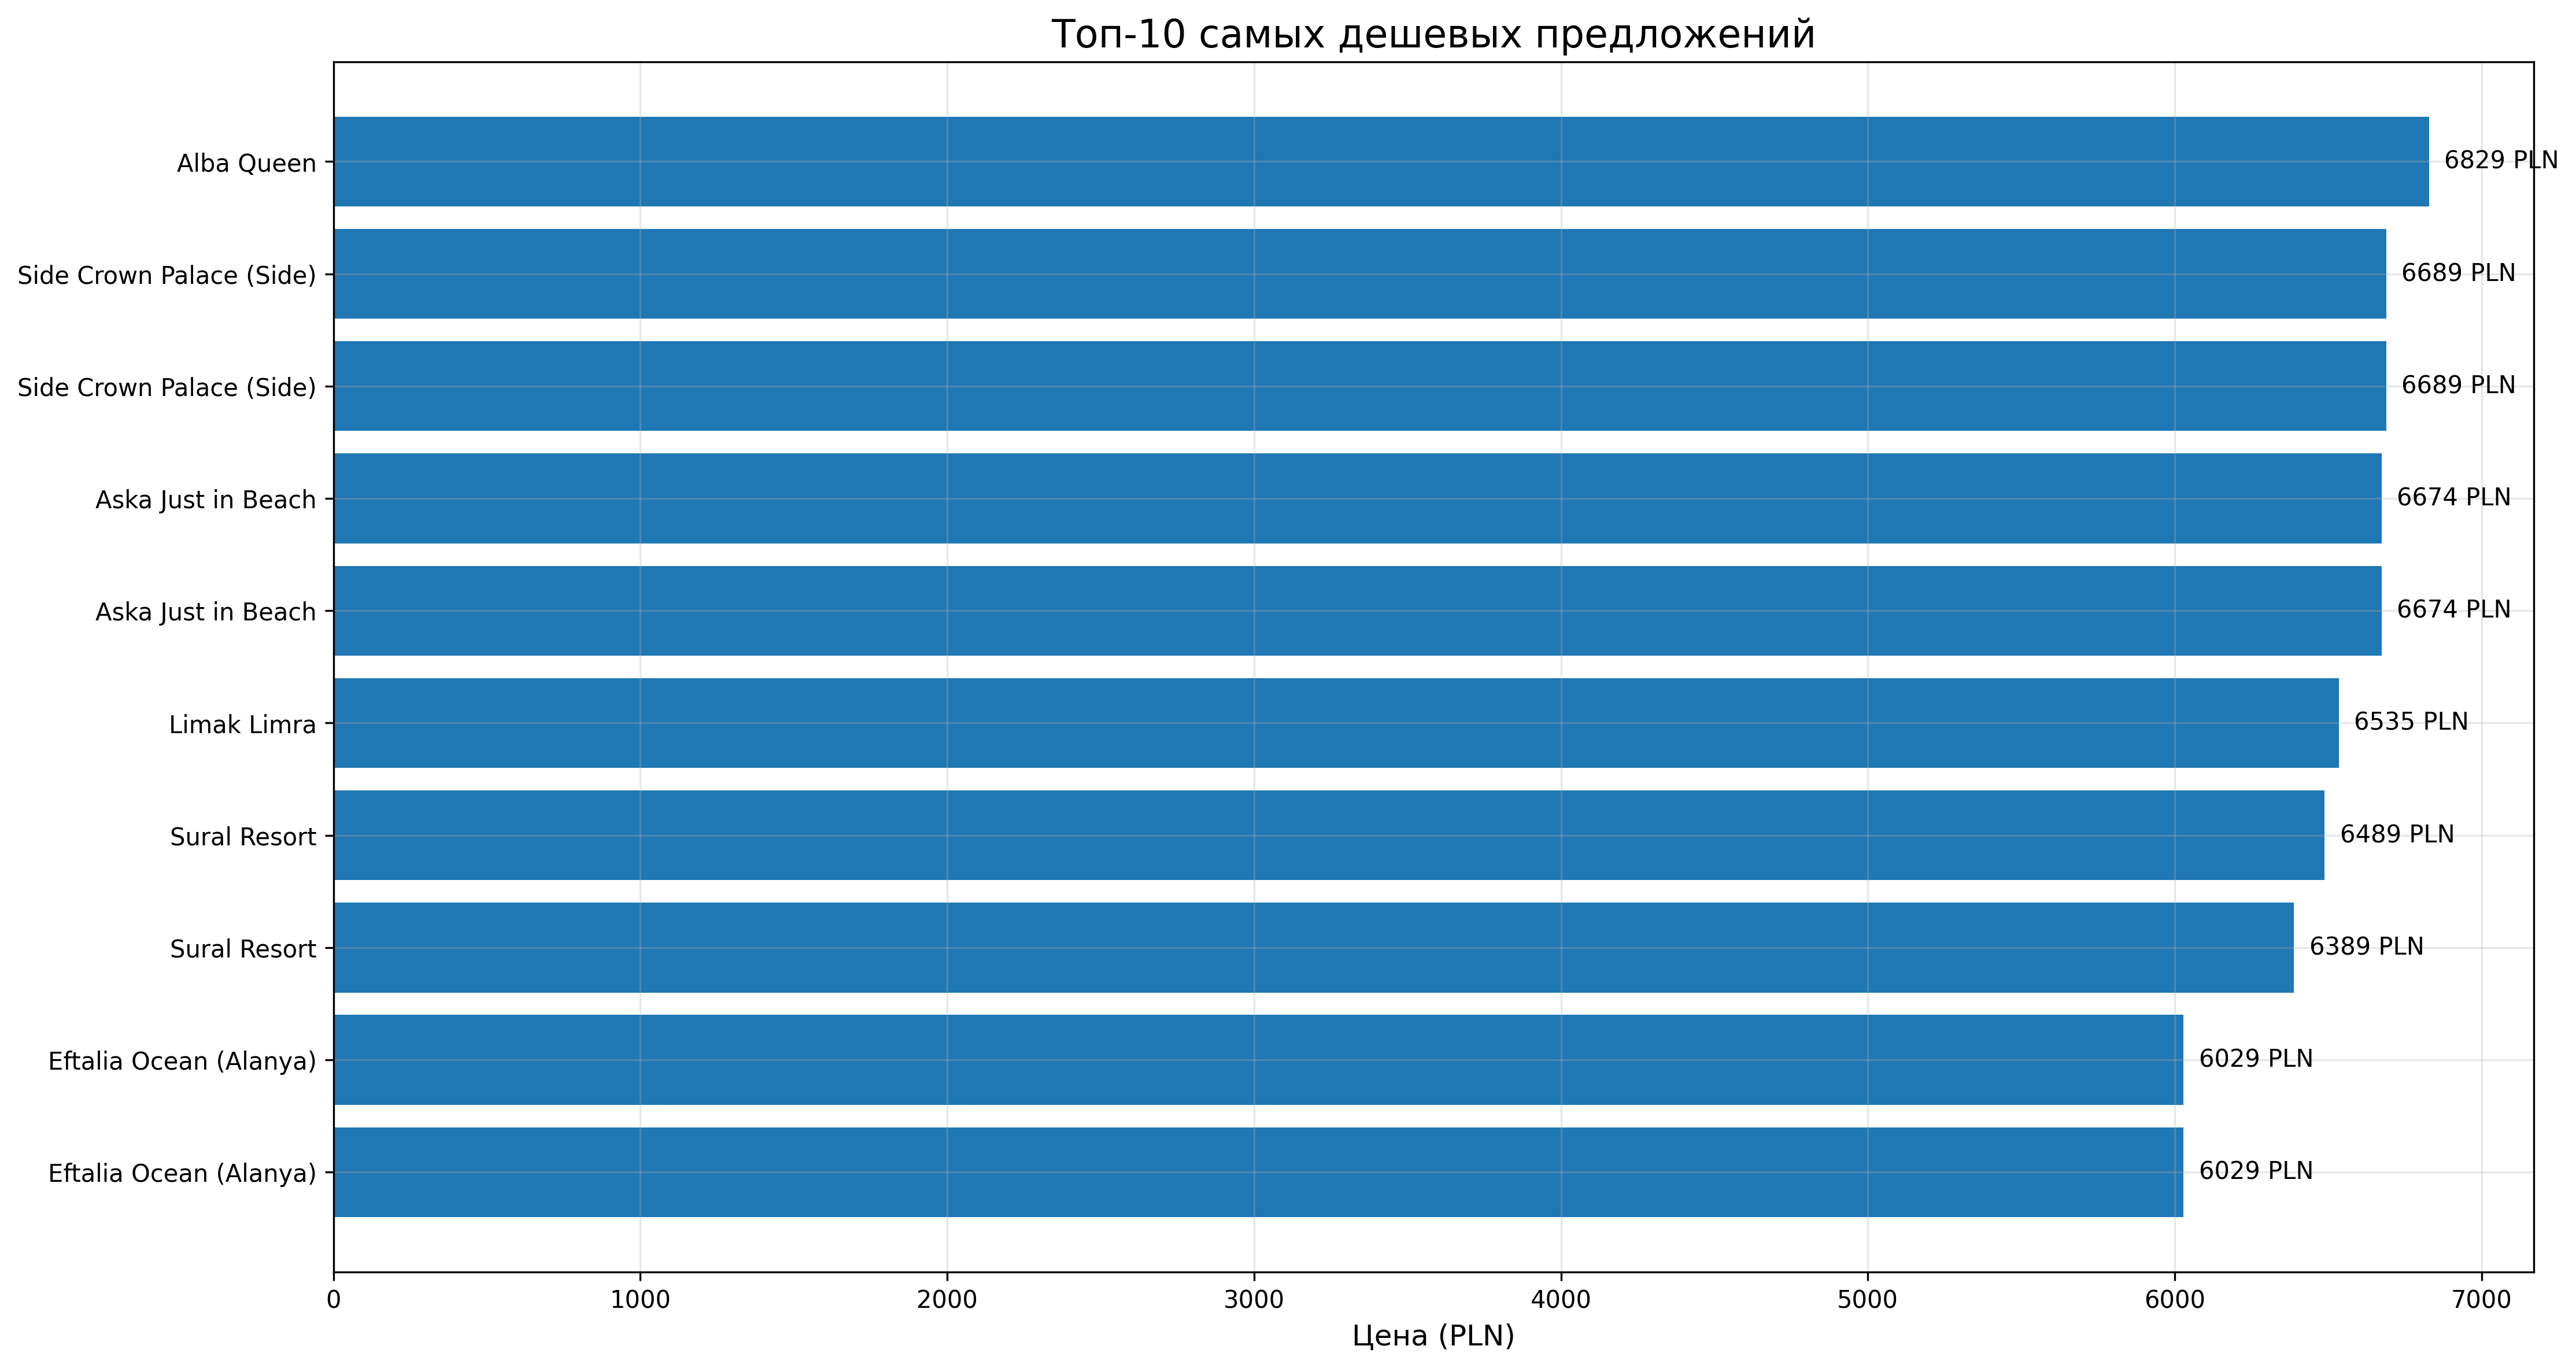 Топ-10 самых дешевых предложений
Alba Queen 6829 PLN
Side Crown Palace (Side) 6689 PLN
Side Crown Palace (Side) 6689 PLN
Aska Just in Beach 6674 PLN
Aska Just in Beach 6674 PLN
Limak Limra 6535 PLN
Sural Resort 6489 PLN
Sural Resort 6389 PLN
Eftalia Ocean (Alanya) 6029 PLN
Eftalia Ocean (Alanya) 6029 PLN
0 1000 2000 3000 4000 5000 6000 7000
Цена (PLN)